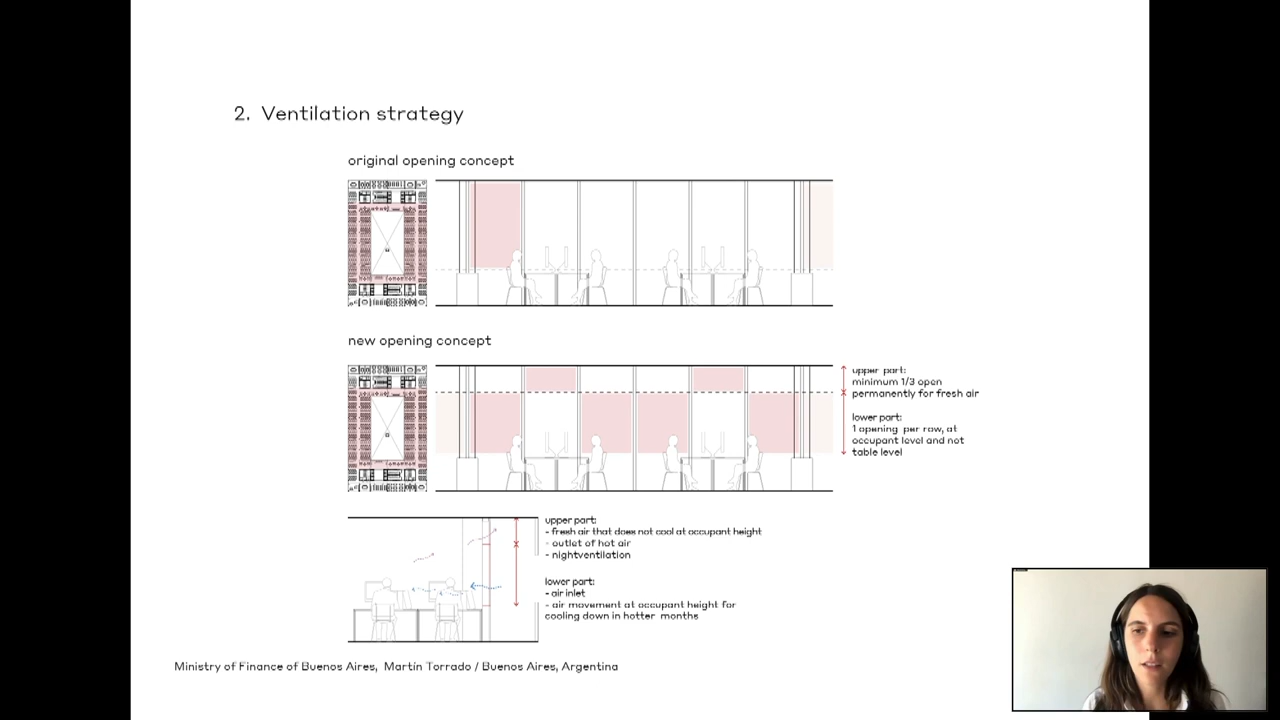 2. Ventilation strategy
original opening concept
new opening concept
upper part:
minimum 1/3 open
permanently for fresh air
lower part:
1 opening per row, at
occupant level and not
table level
upper part:
- fresh air that does not cool at occupant height
- outlet of hot air
- nightventilation
lower part:
- air inlet
- air movement at occupant height for
cooling down in hotter months
Ministry of Finance of Buenos Aires, Martín Torrado / Buenos Aires, Argentina